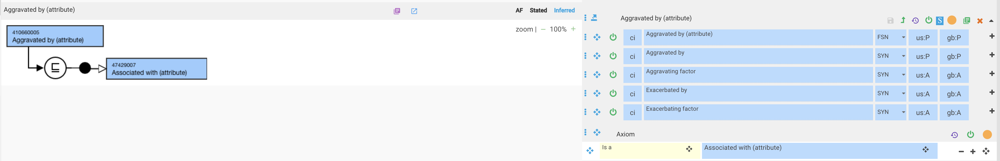 Aggravated by (attribute)
AF Stated Inferred
zoom | − 100% +
410660005
Aggravated by (attribute)
⊑
47429007
Associated with (attribute)
Aggravated by (attribute)
S
ci Aggravated by (attribute) FSN us:P gb:P
ci Aggravated by SYN us:P gb:P
ci Aggravating factor SYN us:A gb:A
ci Exacerbated by SYN us:A gb:A
ci Exacerbating factor SYN us:A gb:A
Axiom
Is a Associated with (attribute)